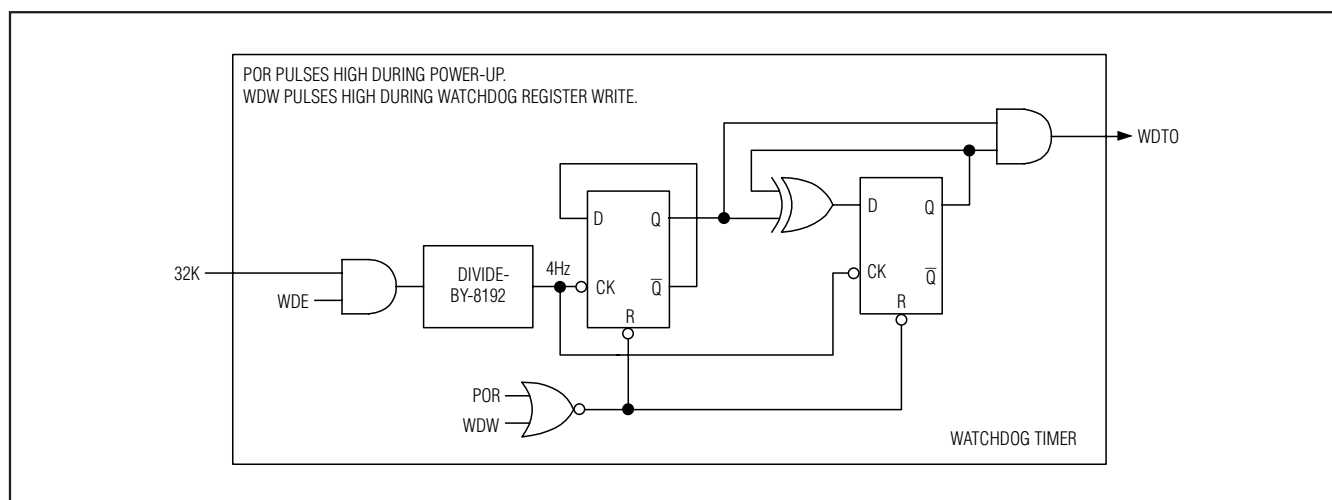 POR PULSES HIGH DURING POWER-UP.
WDW PULSES HIGH DURING WATCHDOG REGISTER WRITE.
WDTO
D
Q
D
Q
32K
WDE
DIVIDE-
BY-8192
4Hz
CK
Q
R
CK
Q
R
POR
WDW
WATCHDOG TIMER